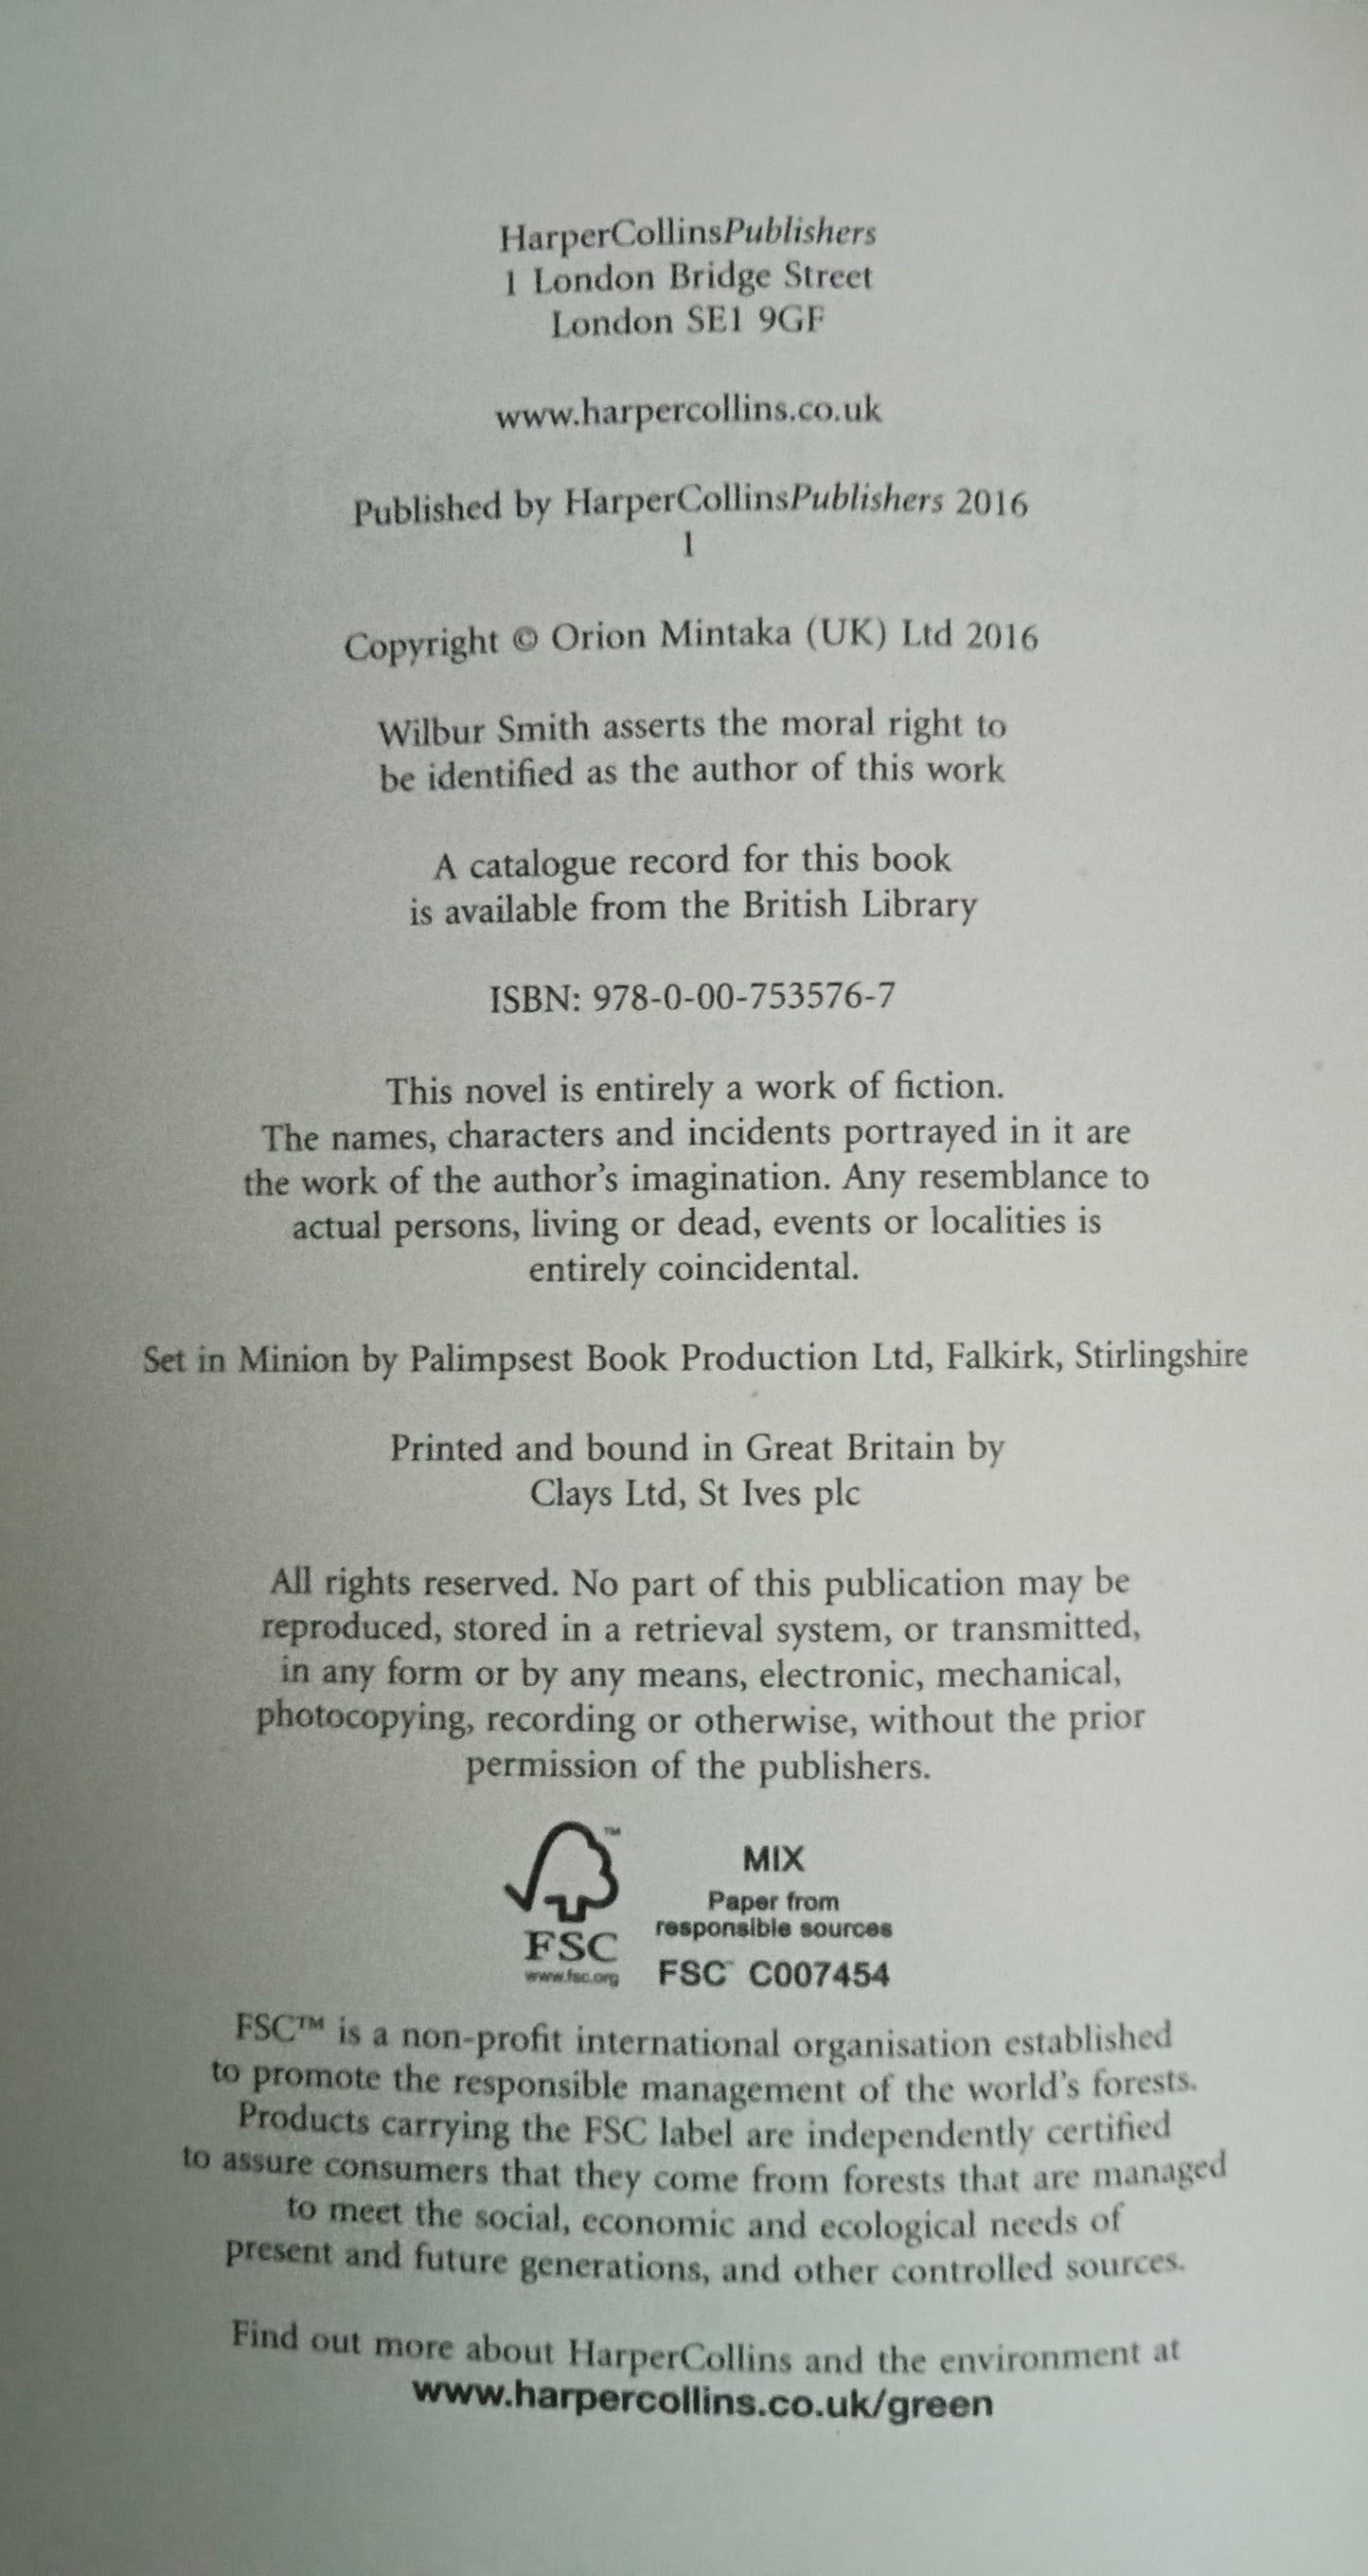 HarperCollinsPublishers
1 London Bridge Street
London SE1 9GF
www.harpercollins.co.uk
Published by HarperCollinsPublishers 2016
1
Copyright © Orion Mintaka (UK) Ltd 2016
Wilbur Smith asserts the moral right to
be identified as the author of this work
A catalogue record for this book
is available from the British Library
ISBN: 978-0-00-753576-7
This novel is entirely a work of fiction.
The names, characters and incidents portrayed in it are
the work of the author's imagination. Any resemblance to
actual persons, living or dead, events or localities is
entirely coincidental.
Set in Minion by Palimpsest Book Production Ltd, Falkirk, Stirlingshire
Printed and bound in Great Britain by
Clays Ltd, St Ives plc
All rights reserved. No part of this publication may be
reproduced, stored in a retrieval system, or transmitted,
in any form or by any means, electronic, mechanical,
photocopying, recording or otherwise, without the prior
permission of the publishers.
™
FSC
www.fsc.org
MIX
Paper from
responsible sources
FSC™ C007454
FSC™ is a non-profit international organisation established
to promote the responsible management of the world's forests.
Products carrying the FSC label are independently certified
to assure consumers that they come from forests that are managed
to meet the social, economic and ecological needs of
present and future generations, and other controlled sources.
Find out more about HarperCollins and the environment at
www.harpercollins.co.uk/green